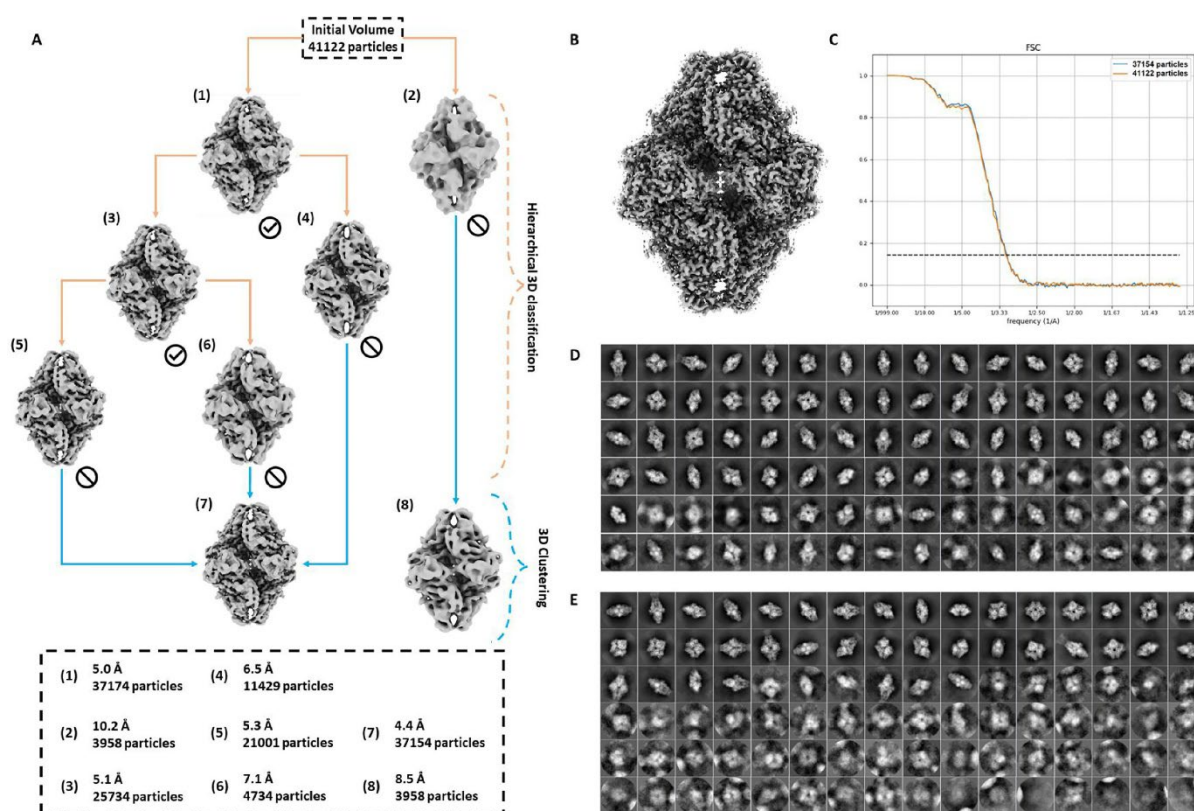 A
Initial Volume
41122 particles
(1)
(2)
(3)
(4)
(5)
(6)
(7)
(8)
Hierarchical 3D classification
3D Clustering
(1) 5.0 Å
37174 particles
(4) 6.5 Å
11429 particles
(2) 10.2 Å
3958 particles
(5) 5.3 Å
21001 particles
(7) 4.4 Å
37154 particles
(3) 5.1 Å
25734 particles
(6) 7.1 Å
4734 particles
(8) 8.5 Å
3958 particles
B
C
FSC
37154 particles
41122 particles
1.0
0.8
0.6
0.4
0.2
0.0
1/999.00 1/10.00 1/5.00 1/3.33 1/2.50 1/2.00 1/1.67 1/1.43 1/1.25
frequency (1/A)
D
E